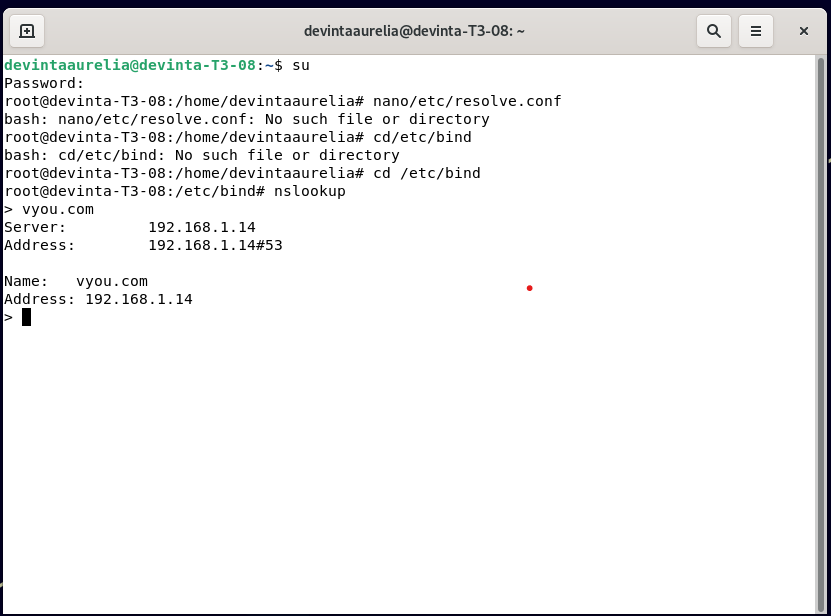 devintaaurelia@devinta-T3-08: ~
devintaaurelia@devinta-T3-08:~$ su
Password:
root@devinta-T3-08:/home/devintaaurelia# nano/etc/resolve.conf
bash: nano/etc/resolve.conf: No such file or directory
root@devinta-T3-08:/home/devintaaurelia# cd/etc/bind
bash: cd/etc/bind: No such file or directory
root@devinta-T3-08:/home/devintaaurelia# cd /etc/bind
root@devinta-T3-08:/etc/bind# nslookup
> vyou.com
Server:         192.168.1.14
Address:        192.168.1.14#53
Name:   vyou.com
Address: 192.168.1.14
>